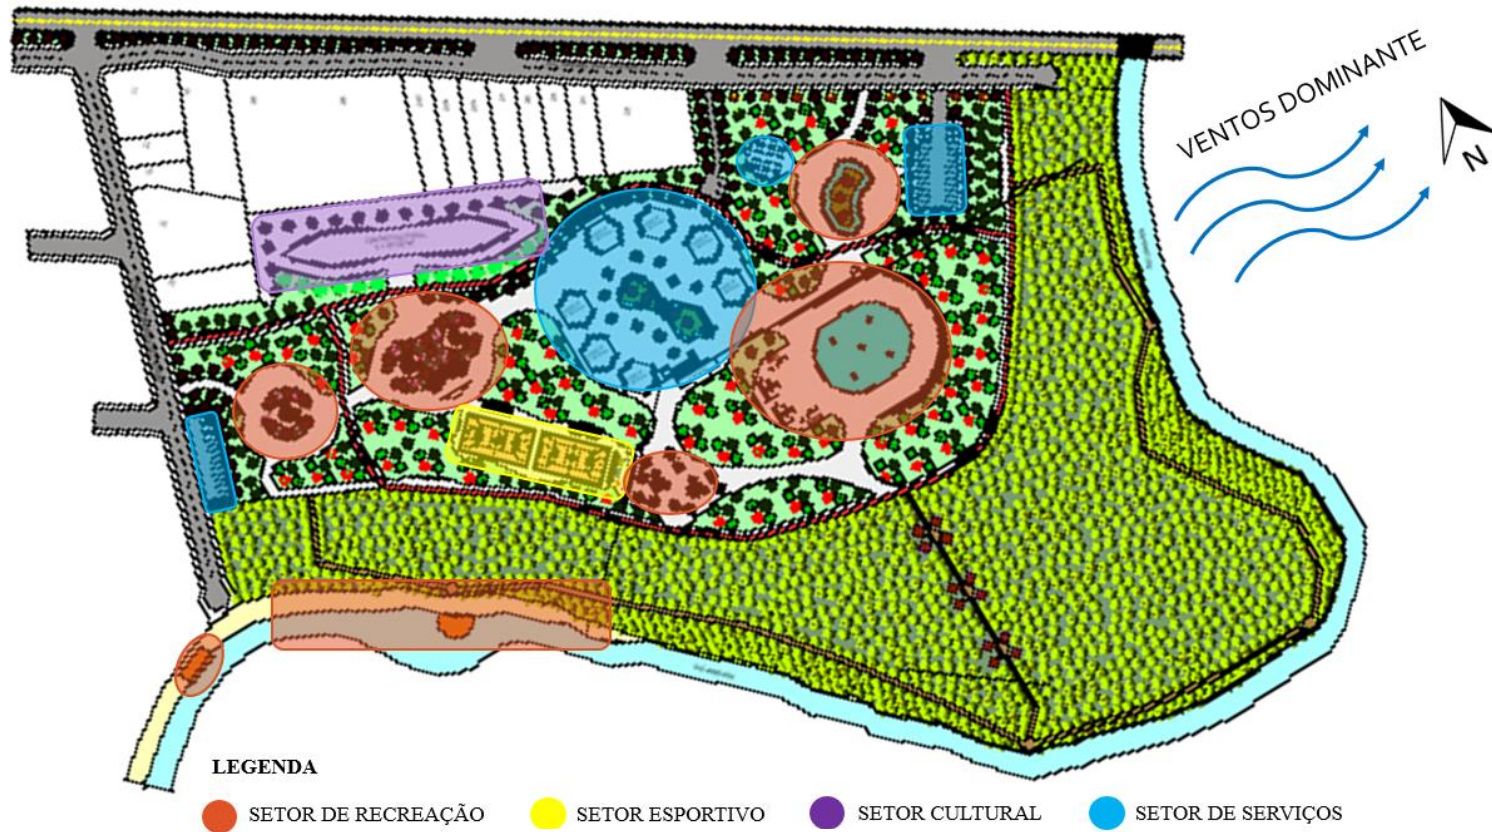 VENTOS DOMINANTE
N
LEGENDA
SETOR DE RECREAÇÃO
SETOR ESPORTIVO
SETOR CULTURAL
SETOR DE SERVIÇOS